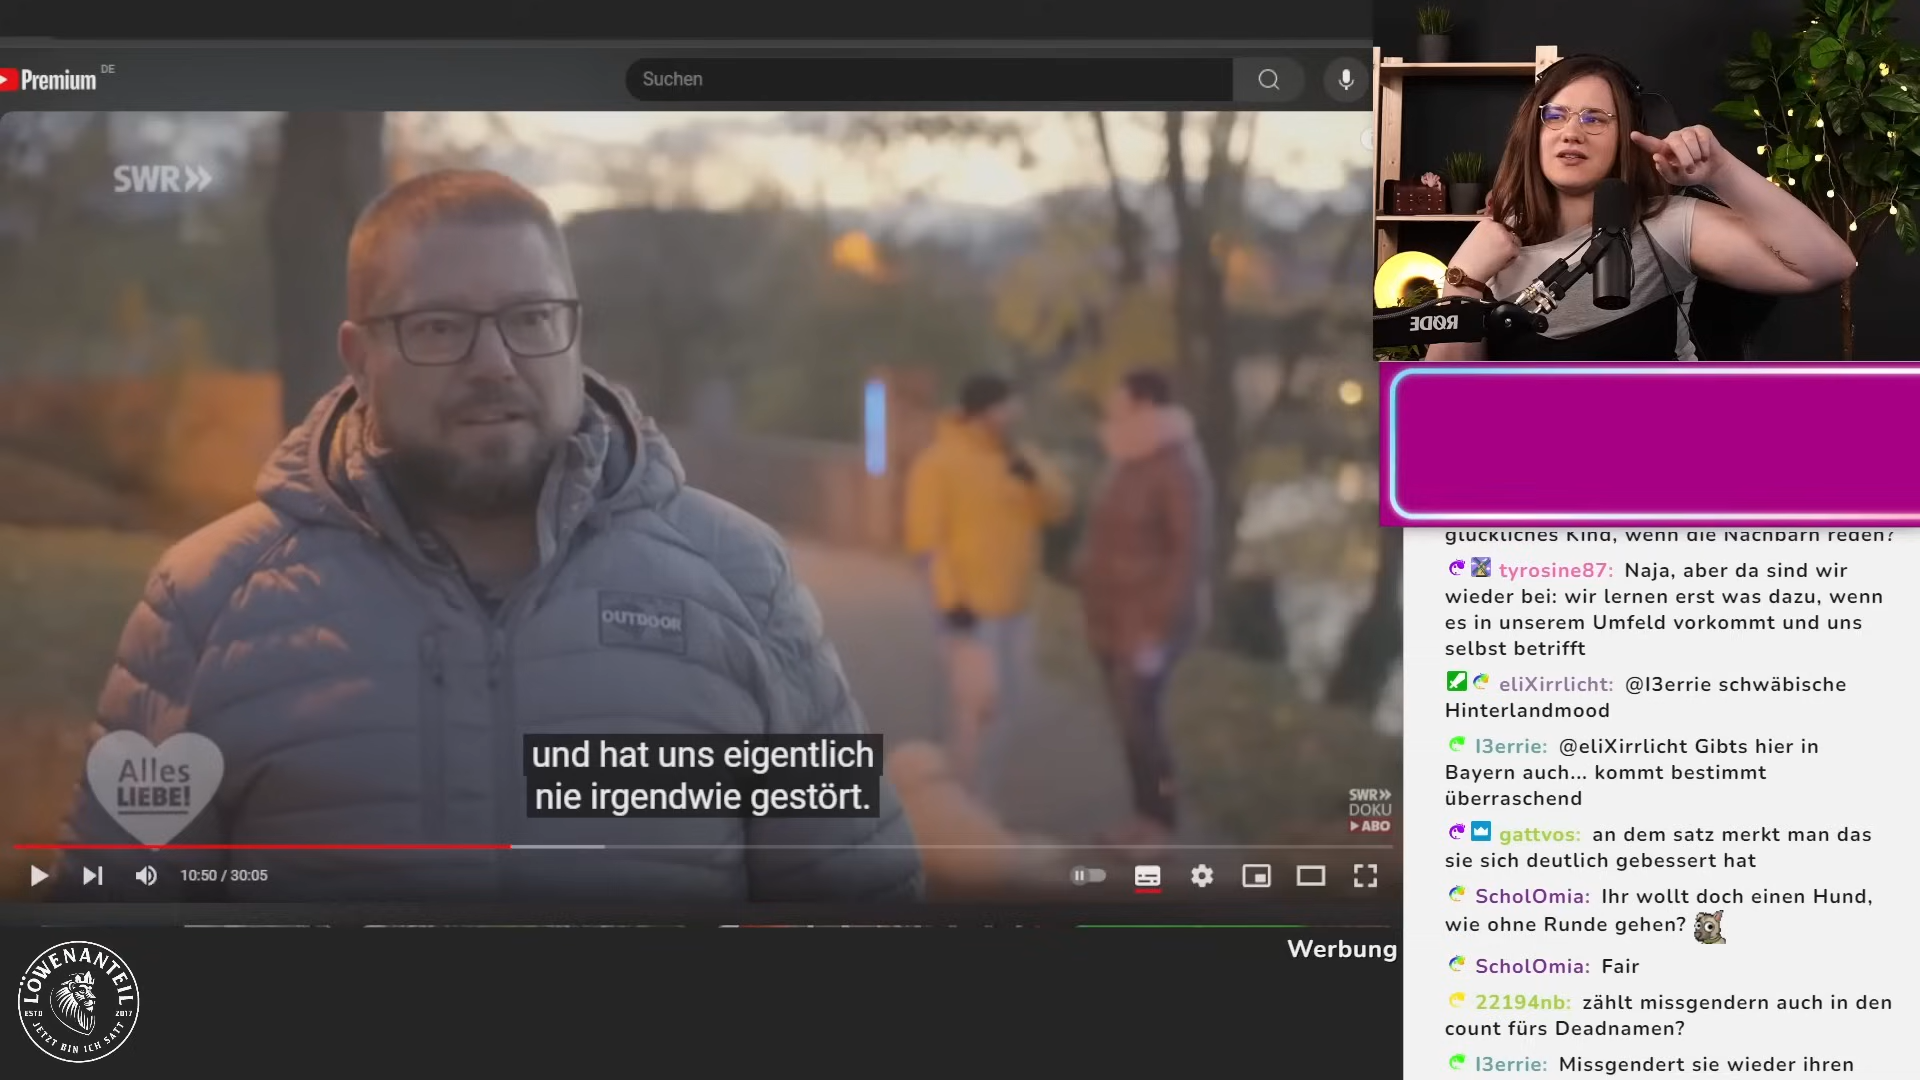 Premium DE
Suchen
SWR»
OUTDOOR
Alles
LIEBE!
und hat uns eigentlich
nie irgendwie gestört.
SWR»
DOKU
ABO
10:50 / 30:05
LÖWENANTEIL
ESTD 2017
JETZT BIN ICH SATT
Werbung
RØDE
glückliches Kind, wenn die Nachbarn reden?
tyrosine87: Naja, aber da sind wir
wieder bei: wir lernen erst was dazu, wenn
es in unserem Umfeld vorkommt und uns
selbst betrifft
eliXirrlicht: @I3errie schwäbische
Hinterlandmood
I3errie: @eliXirrlicht Gibts hier in
Bayern auch... kommt bestimmt
überraschend
gattvos: an dem satz merkt man das
sie sich deutlich gebessert hat
ScholOmia: Ihr wollt doch einen Hund,
wie ohne Runde gehen?
ScholOmia: Fair
22194nb: zählt missgendern auch in den
count fürs Deadnamen?
I3errie: Missgendert sie wieder ihren